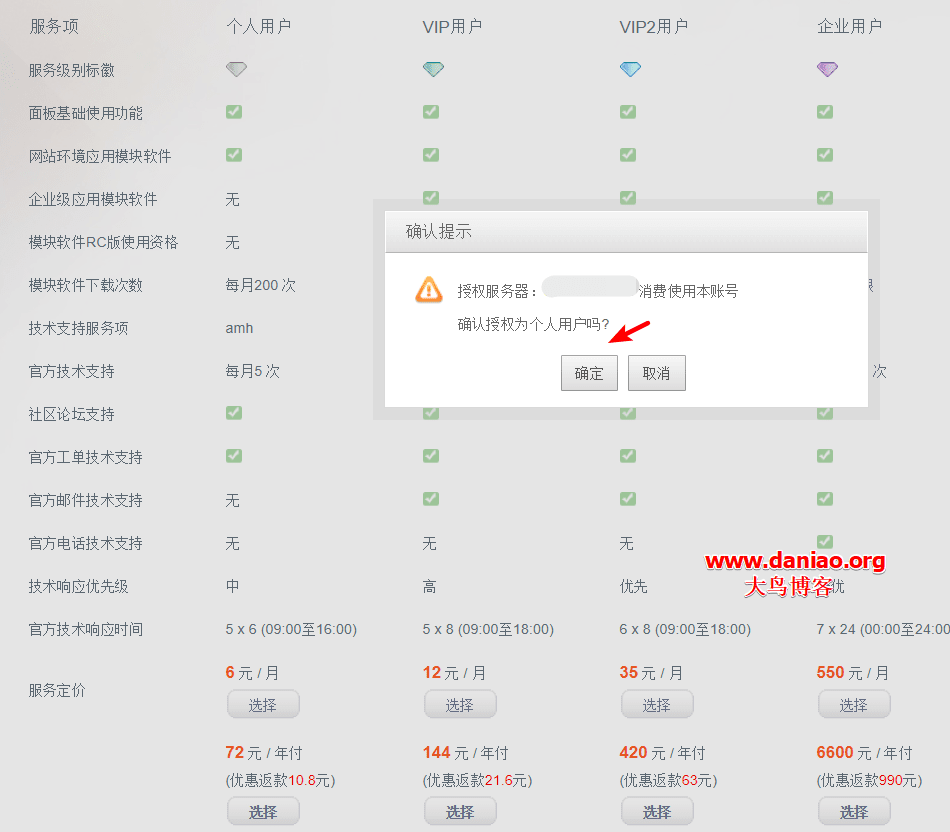 服务项 个人用户 VIP用户 VIP2用户 企业用户
服务级别标徽
面板基础使用功能
网站环境应用模块软件
企业级应用模块软件 无
模块软件RC版使用资格 无
模块软件下载次数 每月200 次
技术支持服务项 amh
官方技术支持 每月5 次 次
社区论坛支持
官方工单技术支持
官方邮件技术支持 无
官方电话技术支持 无 无 无
技术响应优先级 中 高 优先 优
官方技术响应时间 5 x 6 (09:00至16:00) 5 x 8 (09:00至18:00) 6 x 8 (09:00至18:00) 7 x 24 (00:00至24:00
服务定价
6 元 / 月 12 元 / 月 35 元 / 月 550 元 / 月
选择 选择 选择 选择
72 元 / 年付 144 元 / 年付 420 元 / 年付 6600 元 / 年付
(优惠返款10.8元) (优惠返款21.6元) (优惠返款63元) (优惠返款990元)
选择 选择 选择 选择
确认提示
授权服务器： 消费使用本账号
确认授权为个人用户吗?
确定 取消
www.daniao.org
大鸟博客